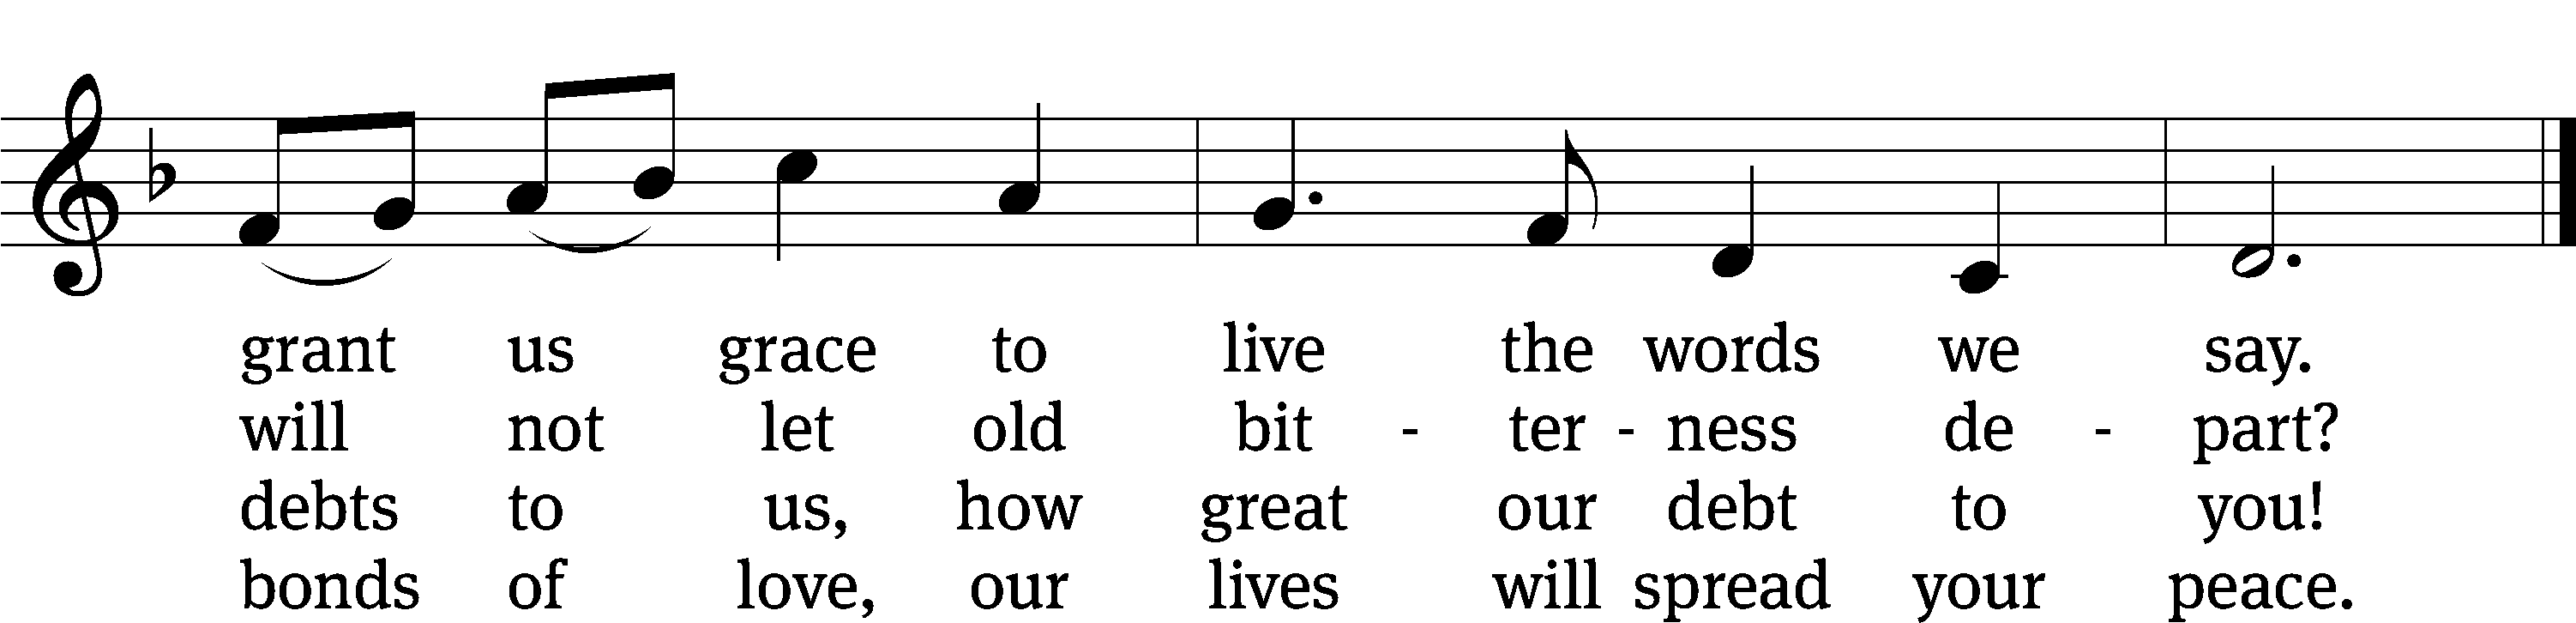 grant us grace to live the words we say.
will not let old bit - ter - ness de - part?
debts to us, how great our debt to you!
bonds of love, our lives will spread your peace.